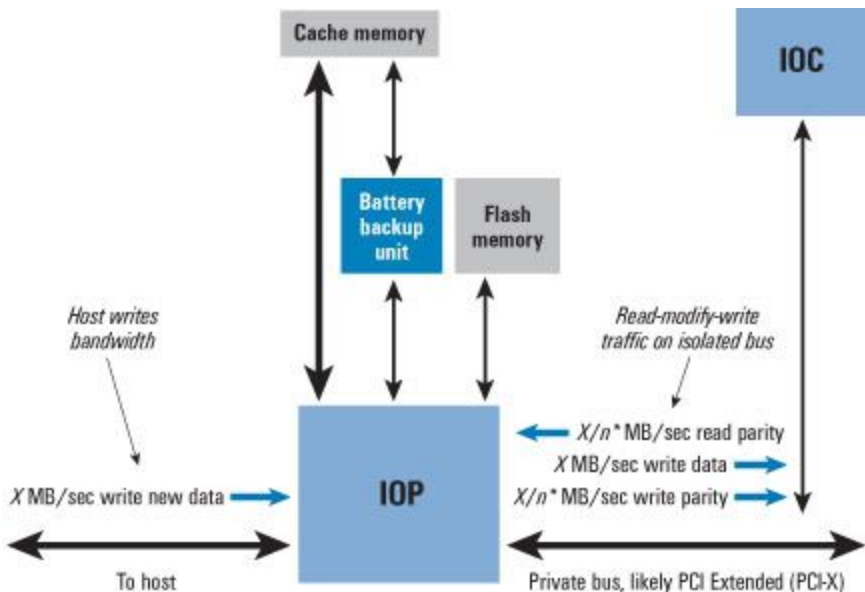 Cache memory
IOC
Battery
backup
unit
Flash
memory
Host writes
bandwidth
Read-modify-write
traffic on isolated bus
X/n* MB/sec read parity
X MB/sec write data
X/n* MB/sec write parity
X MB/sec write new data
IOP
To host
Private bus, likely PCI Extended (PCI-X)